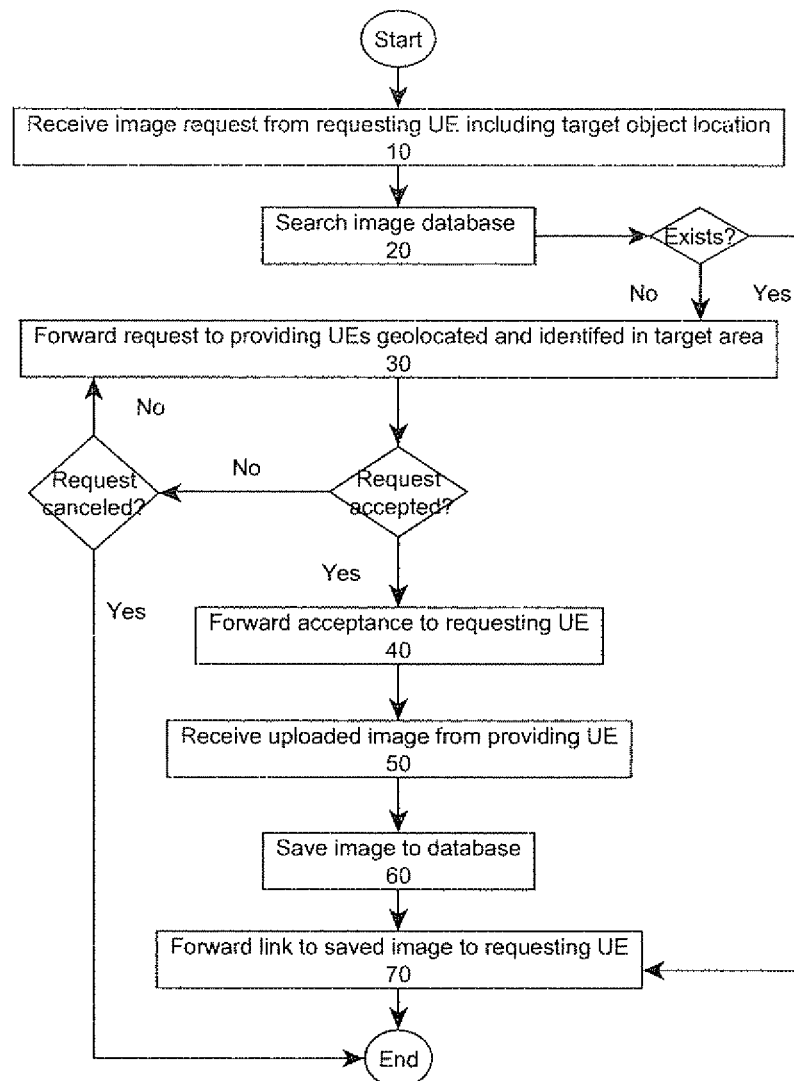 Start
Receive image request from requesting UE including target object location
10
Search image database
20
Exists?
No
Yes
Forward request to providing UEs geolocated and identifed in target area
30
No
No
Request
canceled?
Request
accepted?
Yes
Yes
Forward acceptance to requesting UE
40
Receive uploaded image from providing UE
50
Save image to database
60
Forward link to saved image to requesting UE
70
End